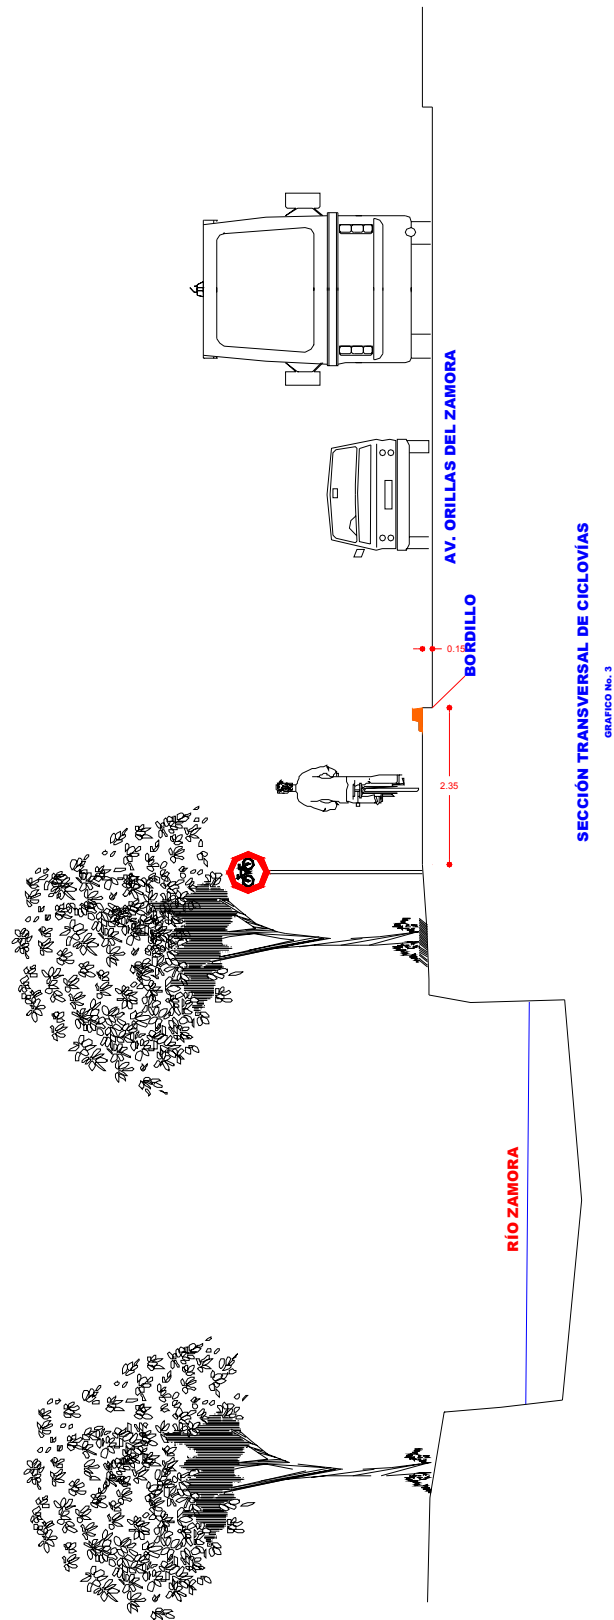 RÍO ZAMORA
2.35
0.15
BORDILLO
AV. ORILLAS DEL ZAMORA
SECCIÓN TRANSVERSAL DE CICLOVÍAS
GRAFICO No. 3